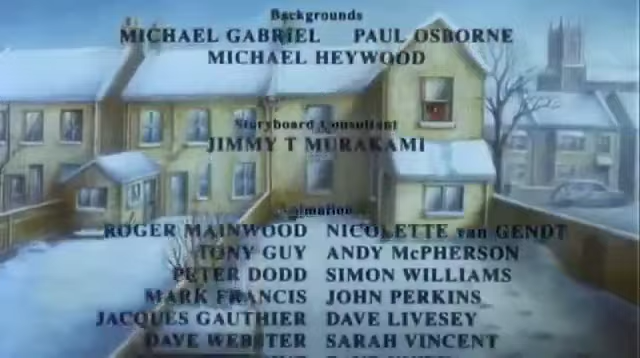 Backgrounds
MICHAEL GABRIEL PAUL OSBORNE
MICHAEL HEYWOOD
Storyboard Consultant
JIMMY T MURAKAMI
Animation
ROGER MAINWOOD NICOLETTE van GENDT
TONY GUY ANDY McPHERSON
PETER DODD SIMON WILLIAMS
MARK FRANCIS JOHN PERKINS
JACQUES GAUTHIER DAVE LIVESEY
DAVE WEBSTER SARAH VINCENT